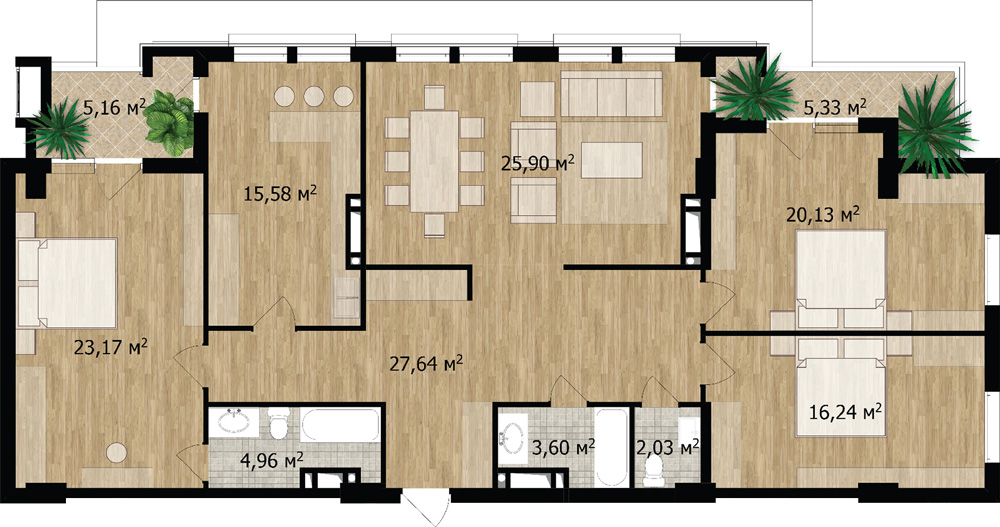 5,16 м²
5,33 м²
15,58 м²
25,90 м²
20,13 м²
23,17 м²
27,64 м²
16,24 м²
4,96 м²
3,60 м²
2,03 м²